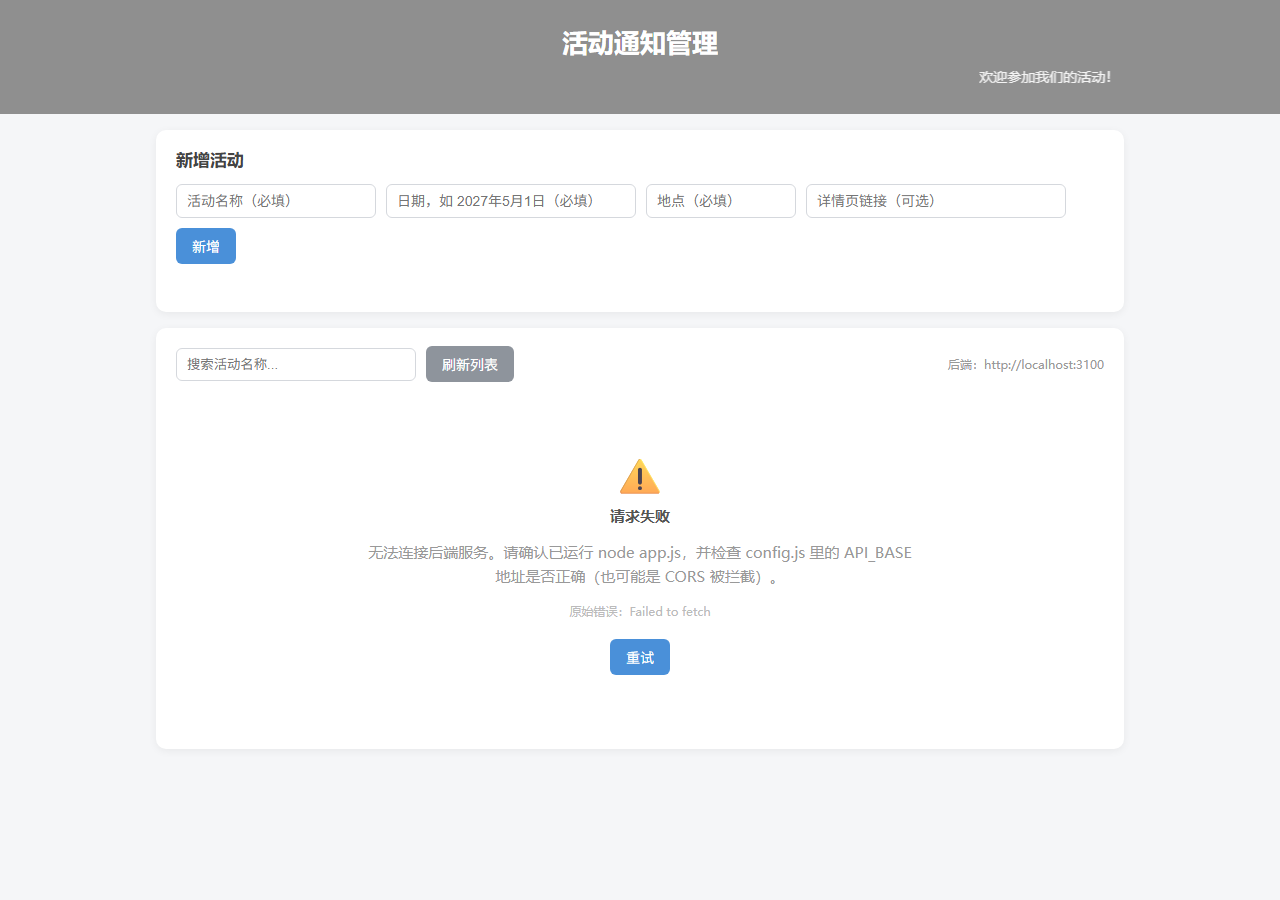 活动通知管理
欢迎参加我们的活动！
新增活动
活动名称（必填）
日期，如 2027年5月1日（必填）
地点（必填）
详情页链接（可选）
新增
搜索活动名称...
刷新列表
后端：http://localhost:3100
请求失败
无法连接后端服务。请确认已运行 node app.js，并检查 config.js 里的 API_BASE
地址是否正确（也可能是 CORS 被拦截）。
原始错误：Failed to fetch
重试